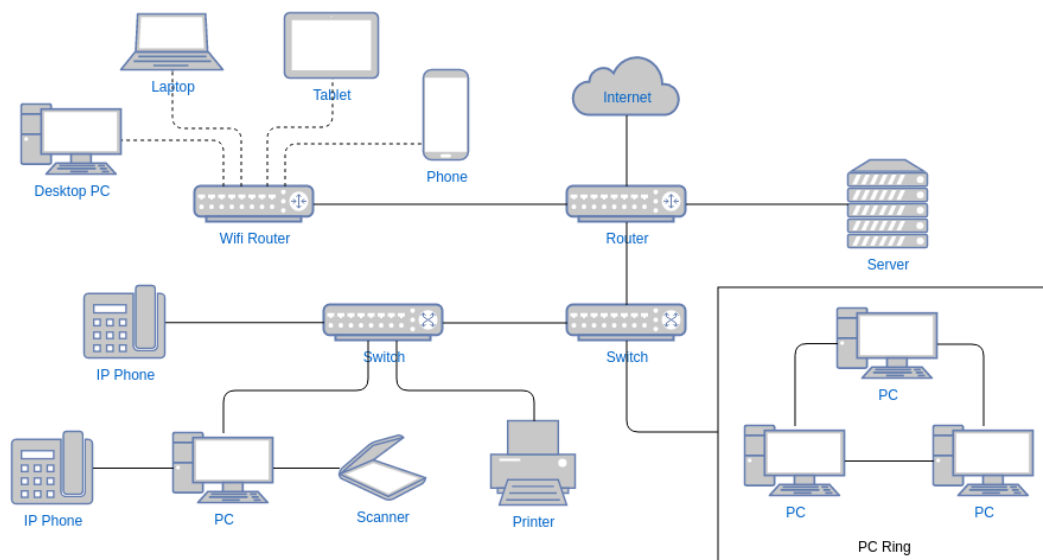 Laptop
Tablet
Internet
Desktop PC
Phone
Wifi Router
Router
Server
IP Phone
Switch
Switch
PC
IP Phone
PC
Scanner
Printer
PC
PC
PC Ring